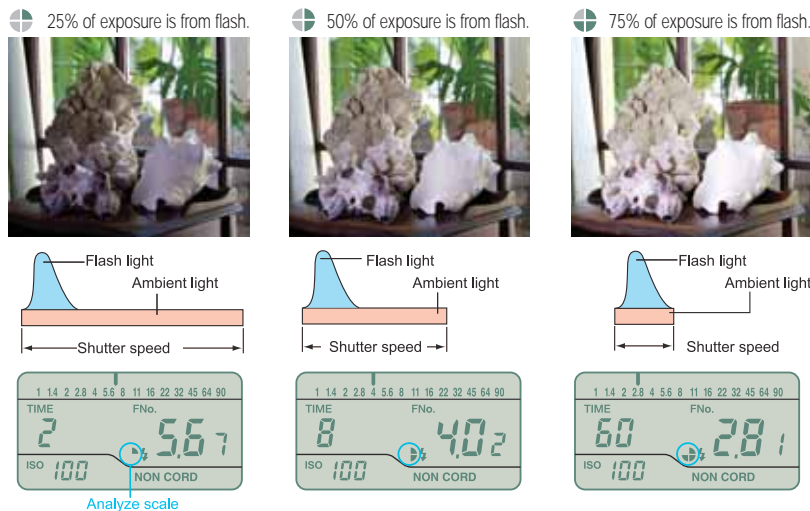 25% of exposure is from flash.
50% of exposure is from flash.
75% of exposure is from flash.
Flash light
Ambient light
Shutter speed
Flash light
Ambient light
Shutter speed
Flash light
Ambient light
Shutter speed
1 1.4 2 2.8 4 5.6 8 11 16 22 32 45 64 90
TIME FNo.
2 5.6 7
ISO 100 NON CORD
Analyze scale
1 1.4 2 2.8 4 5.6 8 11 16 22 32 45 64 90
TIME FNo.
8 4.0 2
ISO 100 NON CORD
1 1.4 2 2.8 4 5.6 8 11 16 22 32 45 64 90
TIME FNo.
60 2.8 1
ISO 100 NON CORD